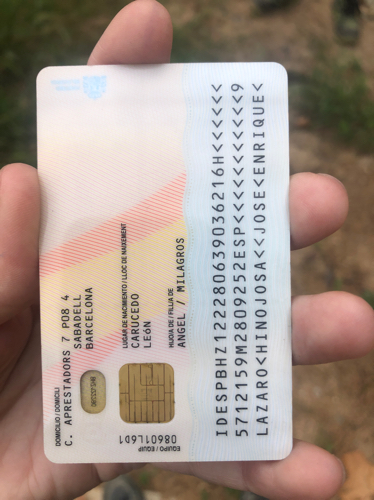 DOMICILIO / DOMICILI
C. APRESTADORS 7 P08 4
SABADELL
BARCELONA
LUGAR DE NACIMIENTO / LLOC DE NAIXEMENT
CARUCEDO
LEÓN
HIJO/A DE / FILL/A DE
ANGEL / MILAGROS
EQUIPO / EQUIP
08601L6D1
IDESPBHZ122280639036216H<<<<<<
5712159M2809252ESP<<<<<<<<<<<9
LAZARO<HINOJOSA<<JOSE<ENRIQUE<